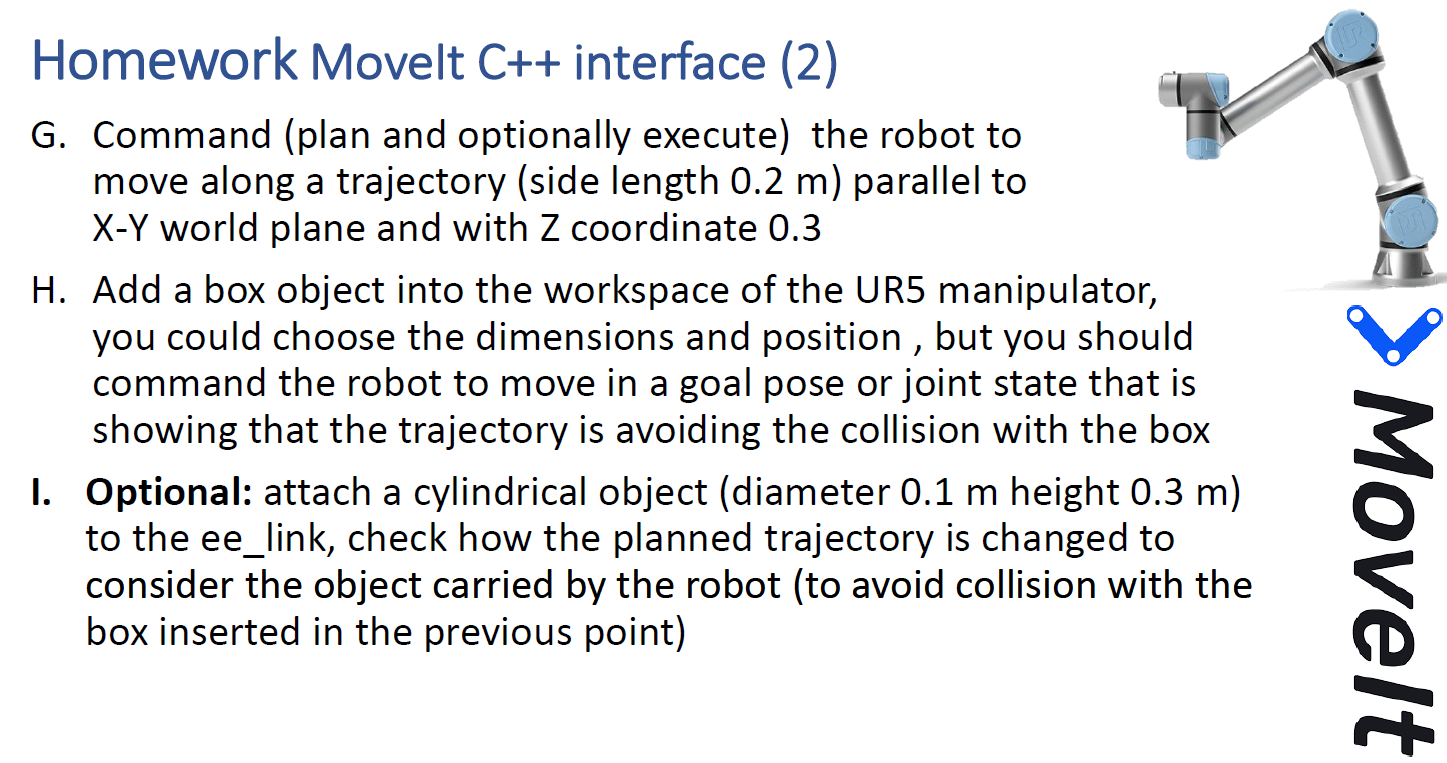 Homework MoveIt C++ interface (2)
G. Command (plan and optionally execute)  the robot to
move along a trajectory (side length 0.2 m) parallel to
X-Y world plane and with Z coordinate 0.3
H. Add a box object into the workspace of the UR5 manipulator,
you could choose the dimensions and position , but you should
command the robot to move in a goal pose or joint state that is
showing that the trajectory is avoiding the collision with the box
I. Optional: attach a cylindrical object (diameter 0.1 m height 0.3 m)
to the ee_link, check how the planned trajectory is changed to
consider the object carried by the robot (to avoid collision with the
box inserted in the previous point)
MoveIt